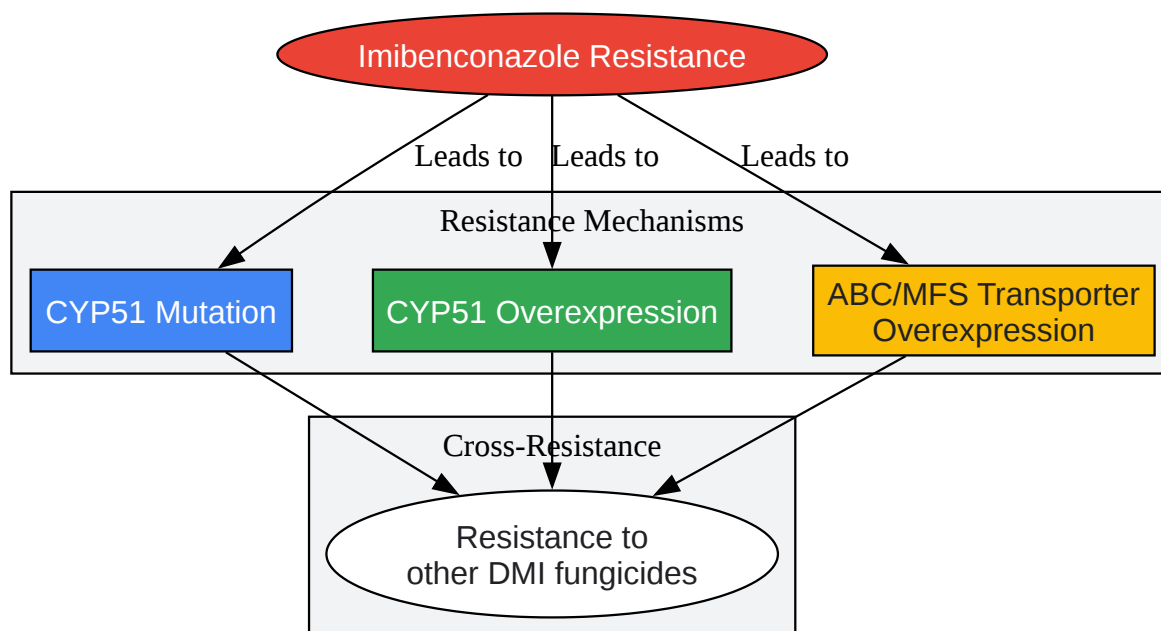 Imibenconazole Resistance
Leads to
Leads to
Leads to
Resistance Mechanisms
CYP51 Mutation
CYP51 Overexpression
ABC/MFS Transporter
Overexpression
Cross-Resistance
Resistance to
other DMI fungicides